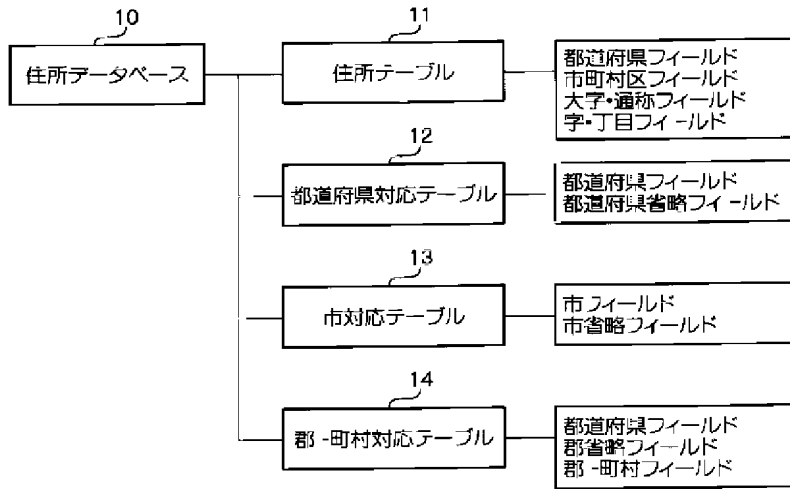 10
住所データベース
11
住所テーブル
都道府県フィールド
市町村区フィールド
大字・通称フィールド
字・丁目フィールド
12
都道府県対応テーブル
都道府県フィールド
都道府県省略フィールド
13
市対応テーブル
市フィールド
市省略フィールド
14
郡-町村対応テーブル
都道府県フィールド
郡省略フィールド
郡-町村フィールド